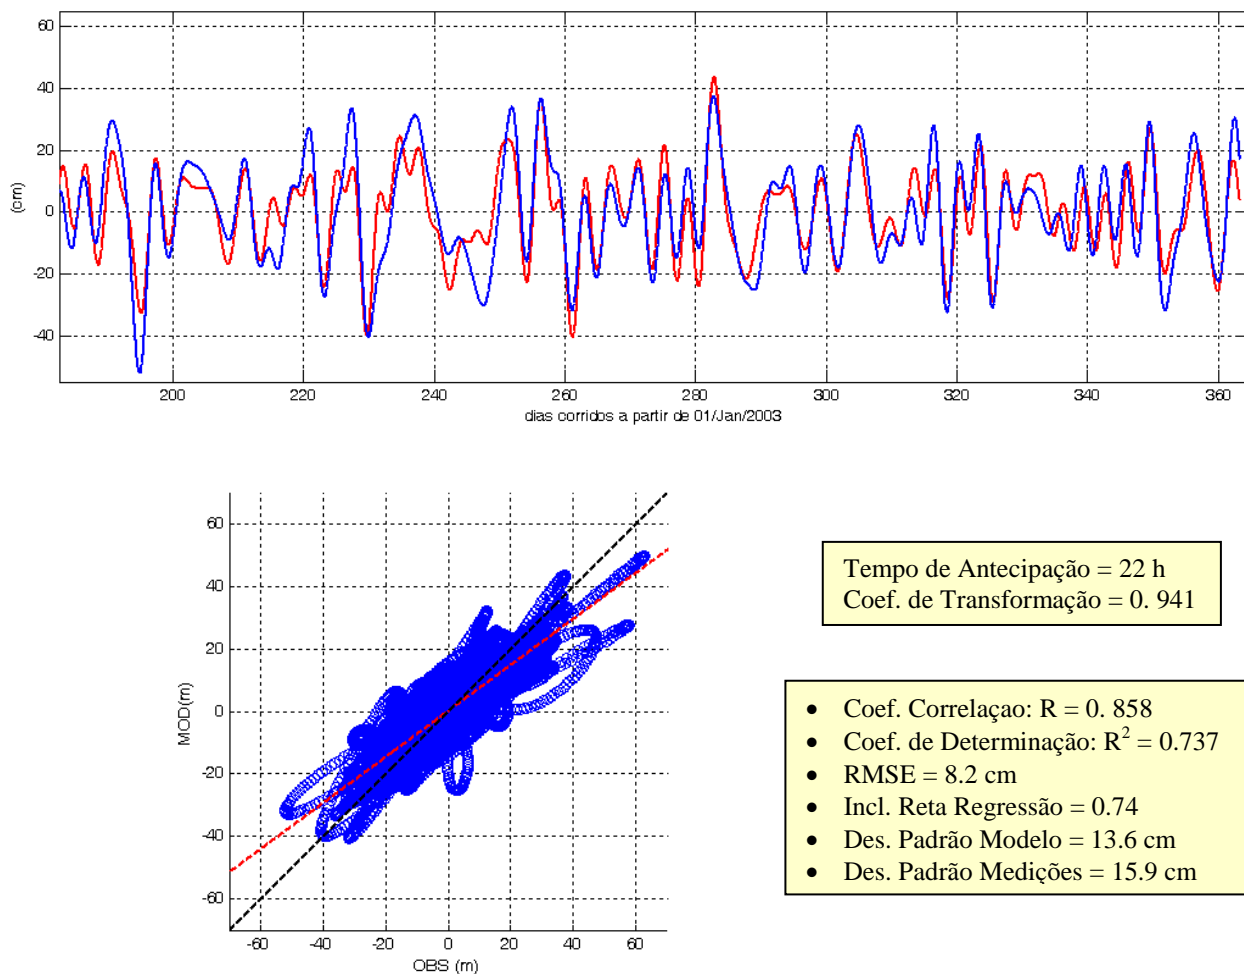 60
40
20
0
-20
-40
(cm)
200 220 240 260 280 300 320 340 360
dias corridos a partir de 01/Jan/2003
60
40
20
0
-20
-40
-60
MOD(m)
-60 -40 -20 0 20 40 60
OBS (m)
Tempo de Antecipação = 22 h
Coef. de Transformação = 0. 941
• Coef. Correlaçao: R = 0. 858
• Coef. de Determinação: R² = 0.737
• RMSE = 8.2 cm
• Incl. Reta Regressão = 0.74
• Des. Padrão Modelo = 13.6 cm
• Des. Padrão Medições = 15.9 cm